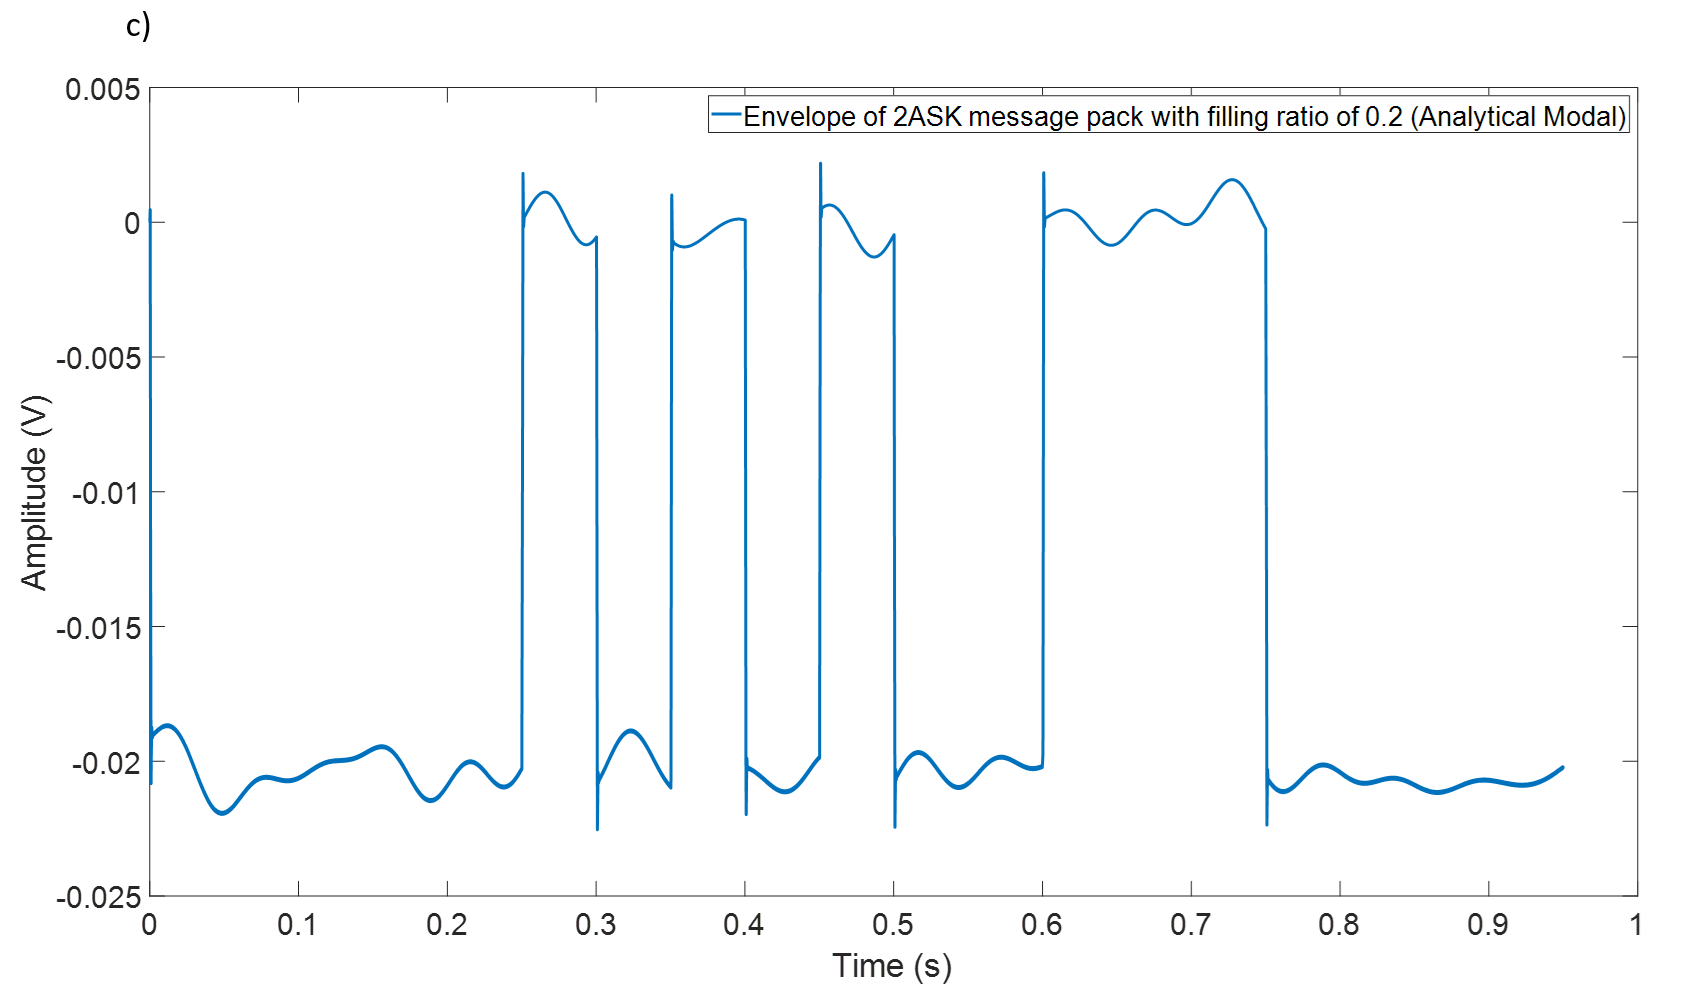 c)
Envelope of 2ASK message pack with filling ratio of 0.2 (Analytical Modal)
0.005
0
-0.005
-0.01
-0.015
-0.02
-0.025
Amplitude (V)
0 0.1 0.2 0.3 0.4 0.5 0.6 0.7 0.8 0.9 1
Time (s)